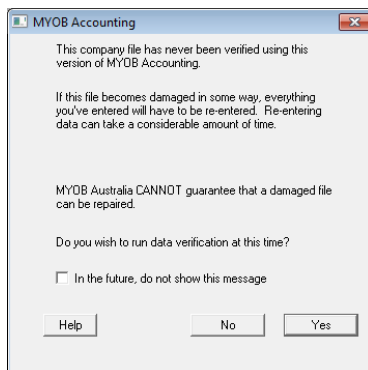 MYOB Accounting
This company file has never been verified using this
version of MYOB Accounting.
If this file becomes damaged in some way, everything
you've entered will have to be re-entered. Re-entering
data can take a considerable amount of time.
MYOB Australia CANNOT guarantee that a damaged file
can be repaired.
Do you wish to run data verification at this time?
In the future, do not show this message
Help No Yes